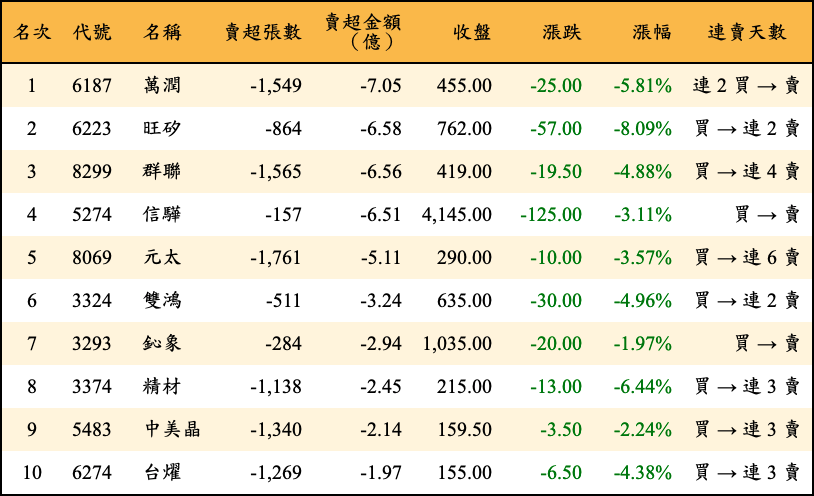 名次 代號 名稱 賣超張數 賣超金額（億） 收盤 漲跌 漲幅 連賣天數
1 6187 萬潤 -1,549 -7.05 455.00 -25.00 -5.81% 連 2 買 → 賣
2 6223 旺矽 -864 -6.58 762.00 -57.00 -8.09% 買 → 連 2 賣
3 8299 群聯 -1,565 -6.56 419.00 -19.50 -4.88% 買 → 連 4 賣
4 5274 信驊 -157 -6.51 4,145.00 -125.00 -3.11% 買 → 賣
5 8069 元太 -1,761 -5.11 290.00 -10.00 -3.57% 買 → 連 6 賣
6 3324 雙鴻 -511 -3.24 635.00 -30.00 -4.96% 買 → 連 2 賣
7 3293 鈊象 -284 -2.94 1,035.00 -20.00 -1.97% 買 → 賣
8 3374 精材 -1,138 -2.45 215.00 -13.00 -6.44% 買 → 連 3 賣
9 5483 中美晶 -1,340 -2.14 159.50 -3.50 -2.24% 買 → 連 3 賣
10 6274 台燿 -1,269 -1.97 155.00 -6.50 -4.38% 買 → 連 3 賣